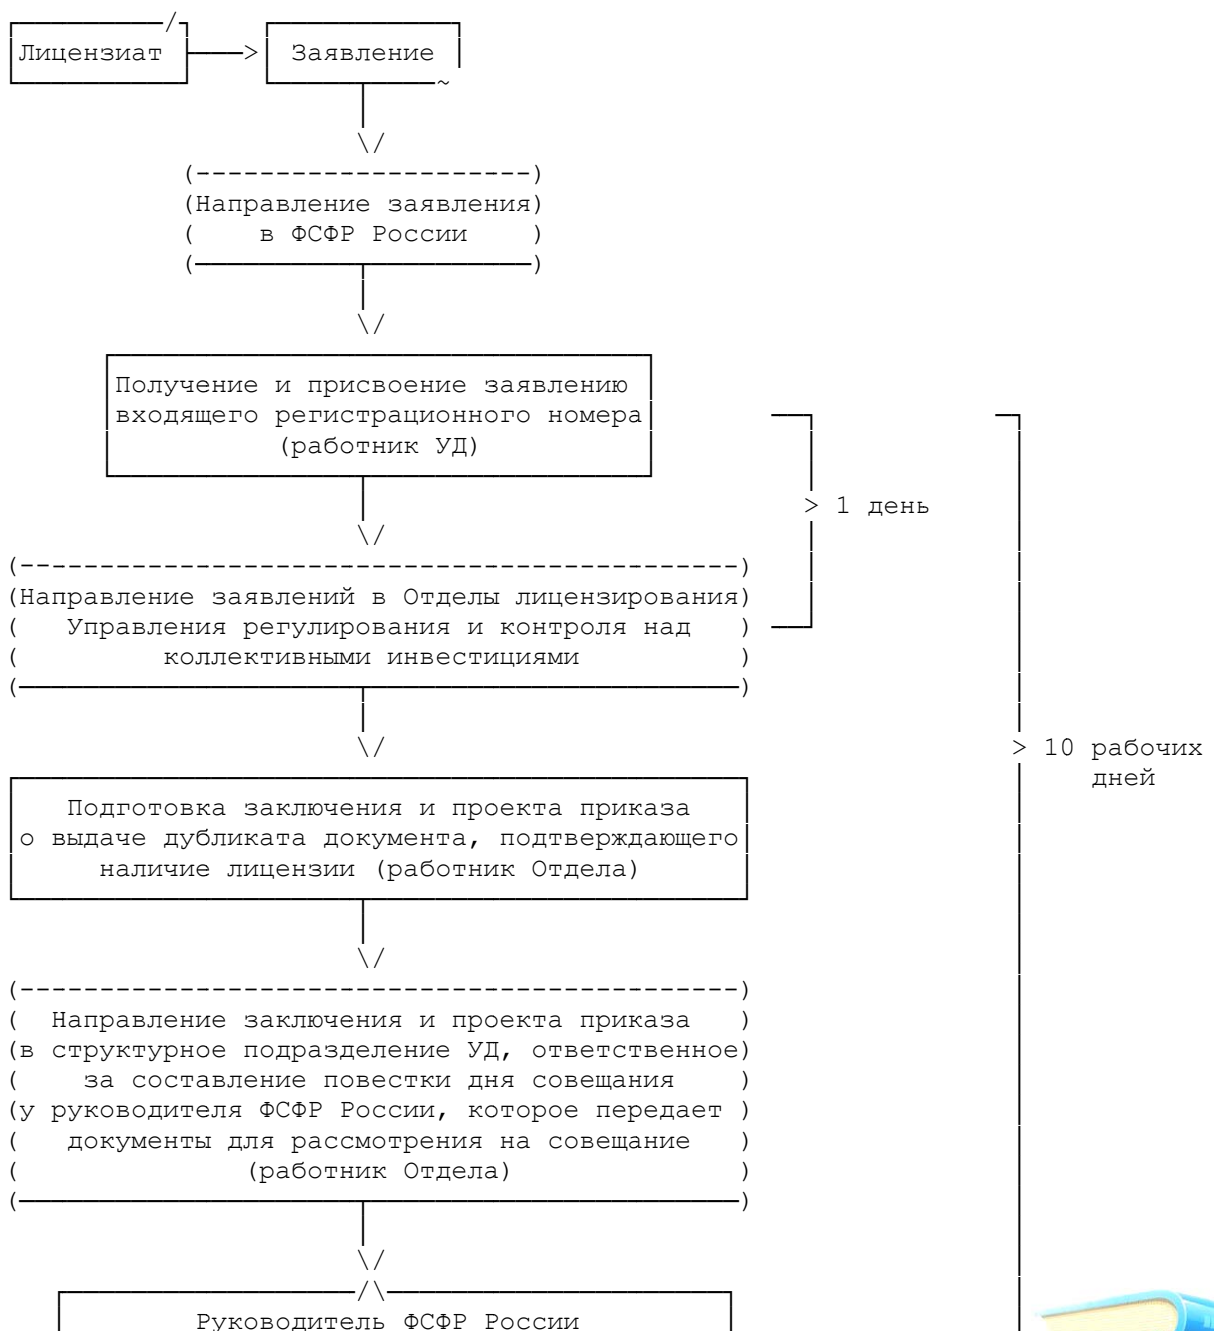 Лицензиат > Заявление
Направление заявления
в ФСФР России
Получение и присвоение заявлению
входящего регистрационного номера
(работник УД)
> 1 день
(Направление заявлений в Отделы лицензирования)
( Управления регулирования и контроля над )
( коллективными инвестициями )
> 10 рабочих
дней
Подготовка заключения и проекта приказа
о выдаче дубликата документа, подтверждающего
наличие лицензии (работник Отдела)
( Направление заключения и проекта приказа )
(в структурное подразделение УД, ответственное)
( за составление повестки дня совещания )
(у руководителя ФСФР России, которое передает )
( документы для рассмотрения на совещание )
( (работник Отдела) )
Руководитель ФСФР России